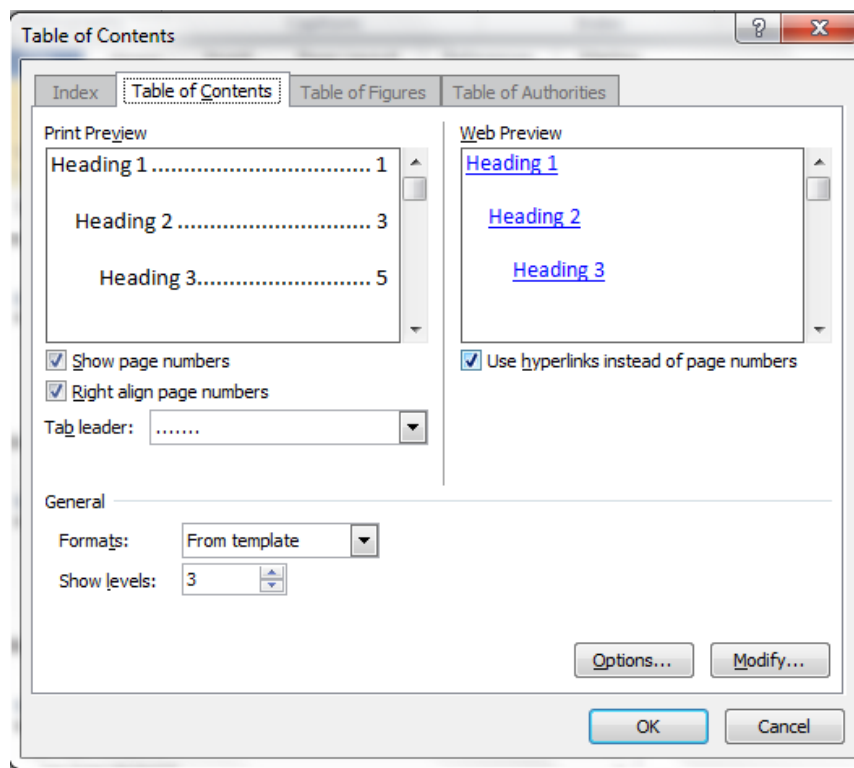 Table of Contents
Index Table of Contents Table of Figures Table of Authorities
Print Preview
Heading 1.................................. 1
Heading 2.............................. 3
Heading 3........................... 5
Show page numbers
Right align page numbers
Tab leader: .......
Web Preview
Heading 1
Heading 2
Heading 3
Use hyperlinks instead of page numbers
General
Formats: From template
Show levels: 3
Options... Modify...
OK Cancel